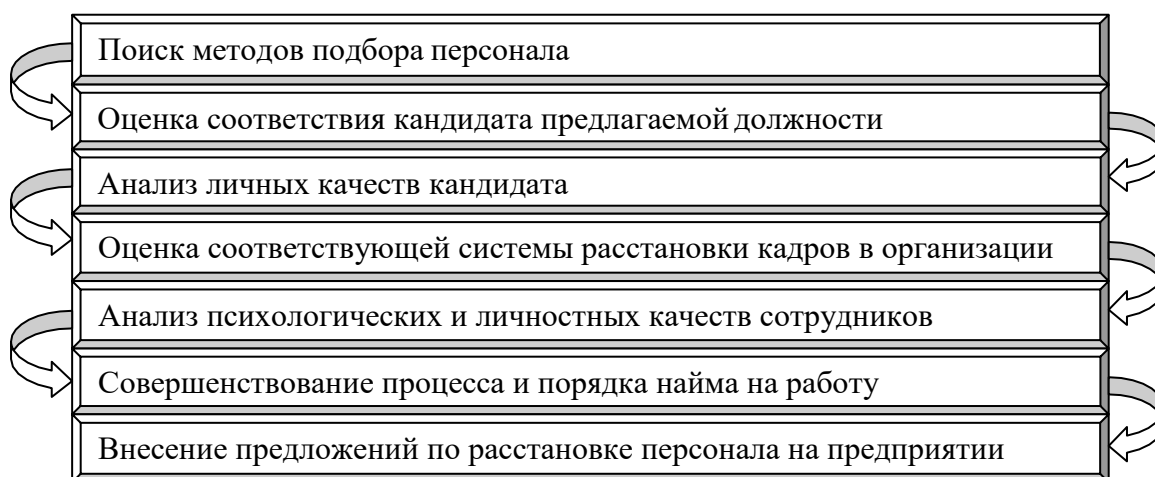 Поиск методов подбора персонала
Оценка соответствия кандидата предлагаемой должности
Анализ личных качеств кандидата
Оценка соответствующей системы расстановки кадров в организации
Анализ психологических и личностных качеств сотрудников
Совершенствование процесса и порядка найма на работу
Внесение предложений по расстановке персонала на предприятии